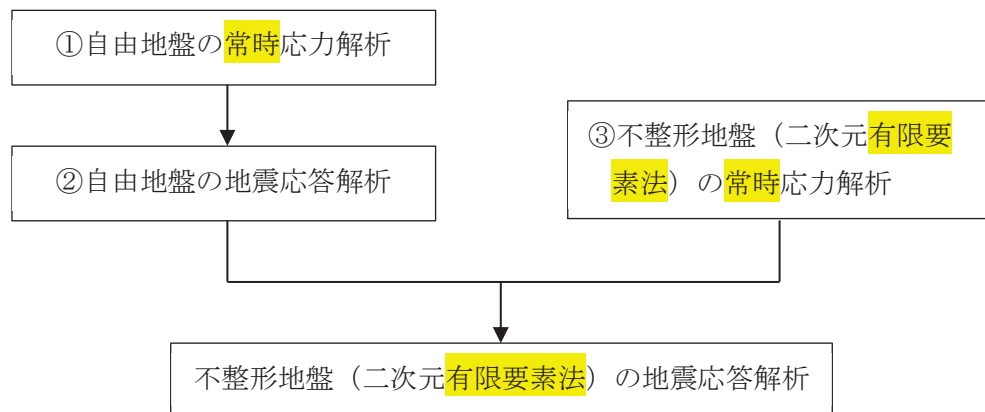 ①自由地盤の常時応力解析
②自由地盤の地震応答解析
③不整形地盤（二次元有限要
素法）の常時応力解析
不整形地盤（二次元有限要素法）の地震応答解析